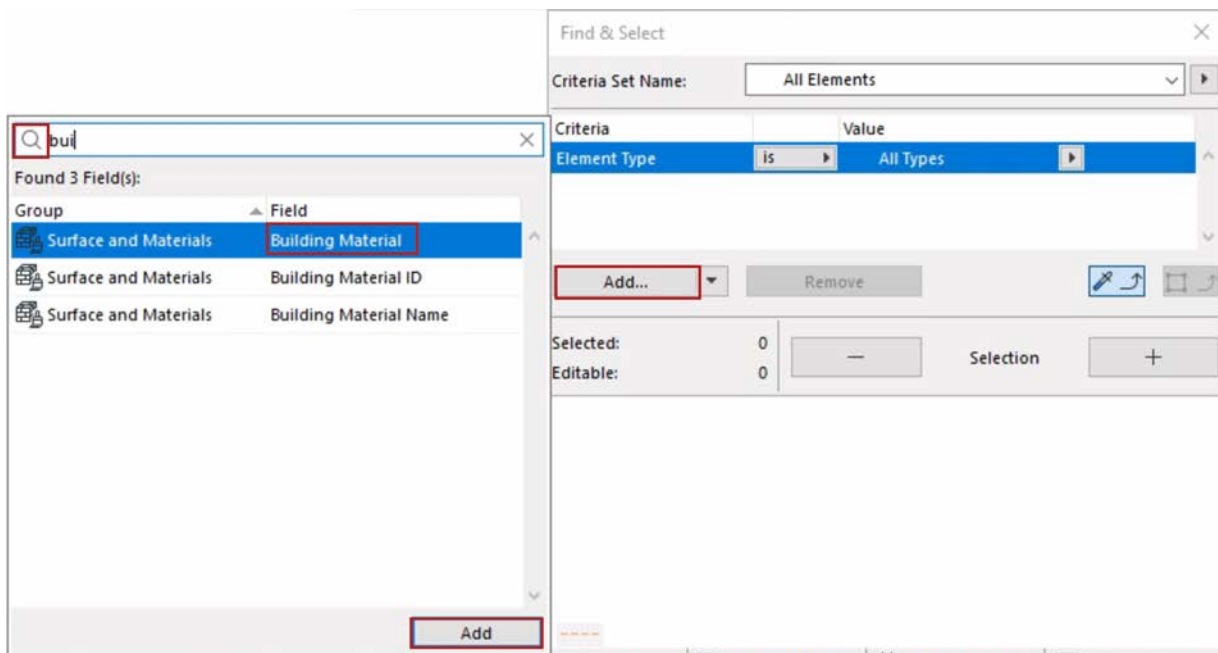 Find & Select
Criteria Set Name: All Elements
Criteria Value
Element Type is All Types
Add... Remove
Selected: 0
Editable: 0
— Selection +
bui
Found 3 Field(s):
Group Field
Surface and Materials Building Material
Surface and Materials Building Material ID
Surface and Materials Building Material Name
Add
----